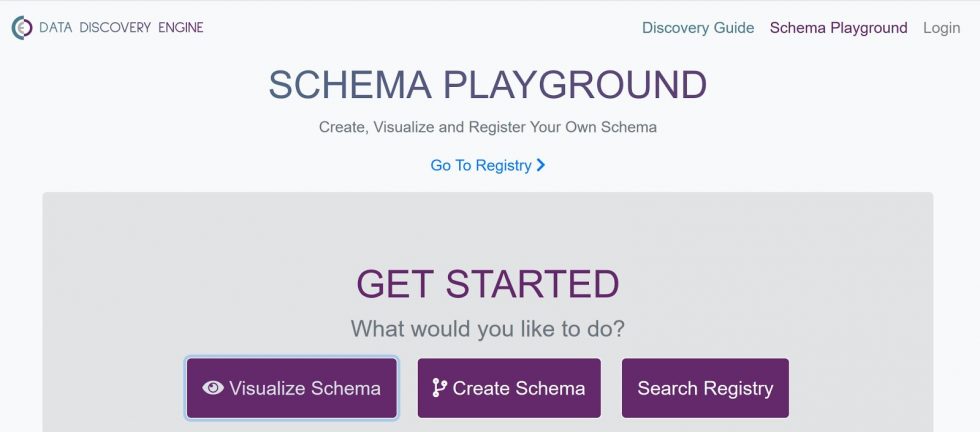 DATA DISCOVERY ENGINE
Discovery Guide Schema Playground Login
SCHEMA PLAYGROUND
Create, Visualize and Register Your Own Schema
Go To Registry
GET STARTED
What would you like to do?
Visualize Schema Create Schema Search Registry